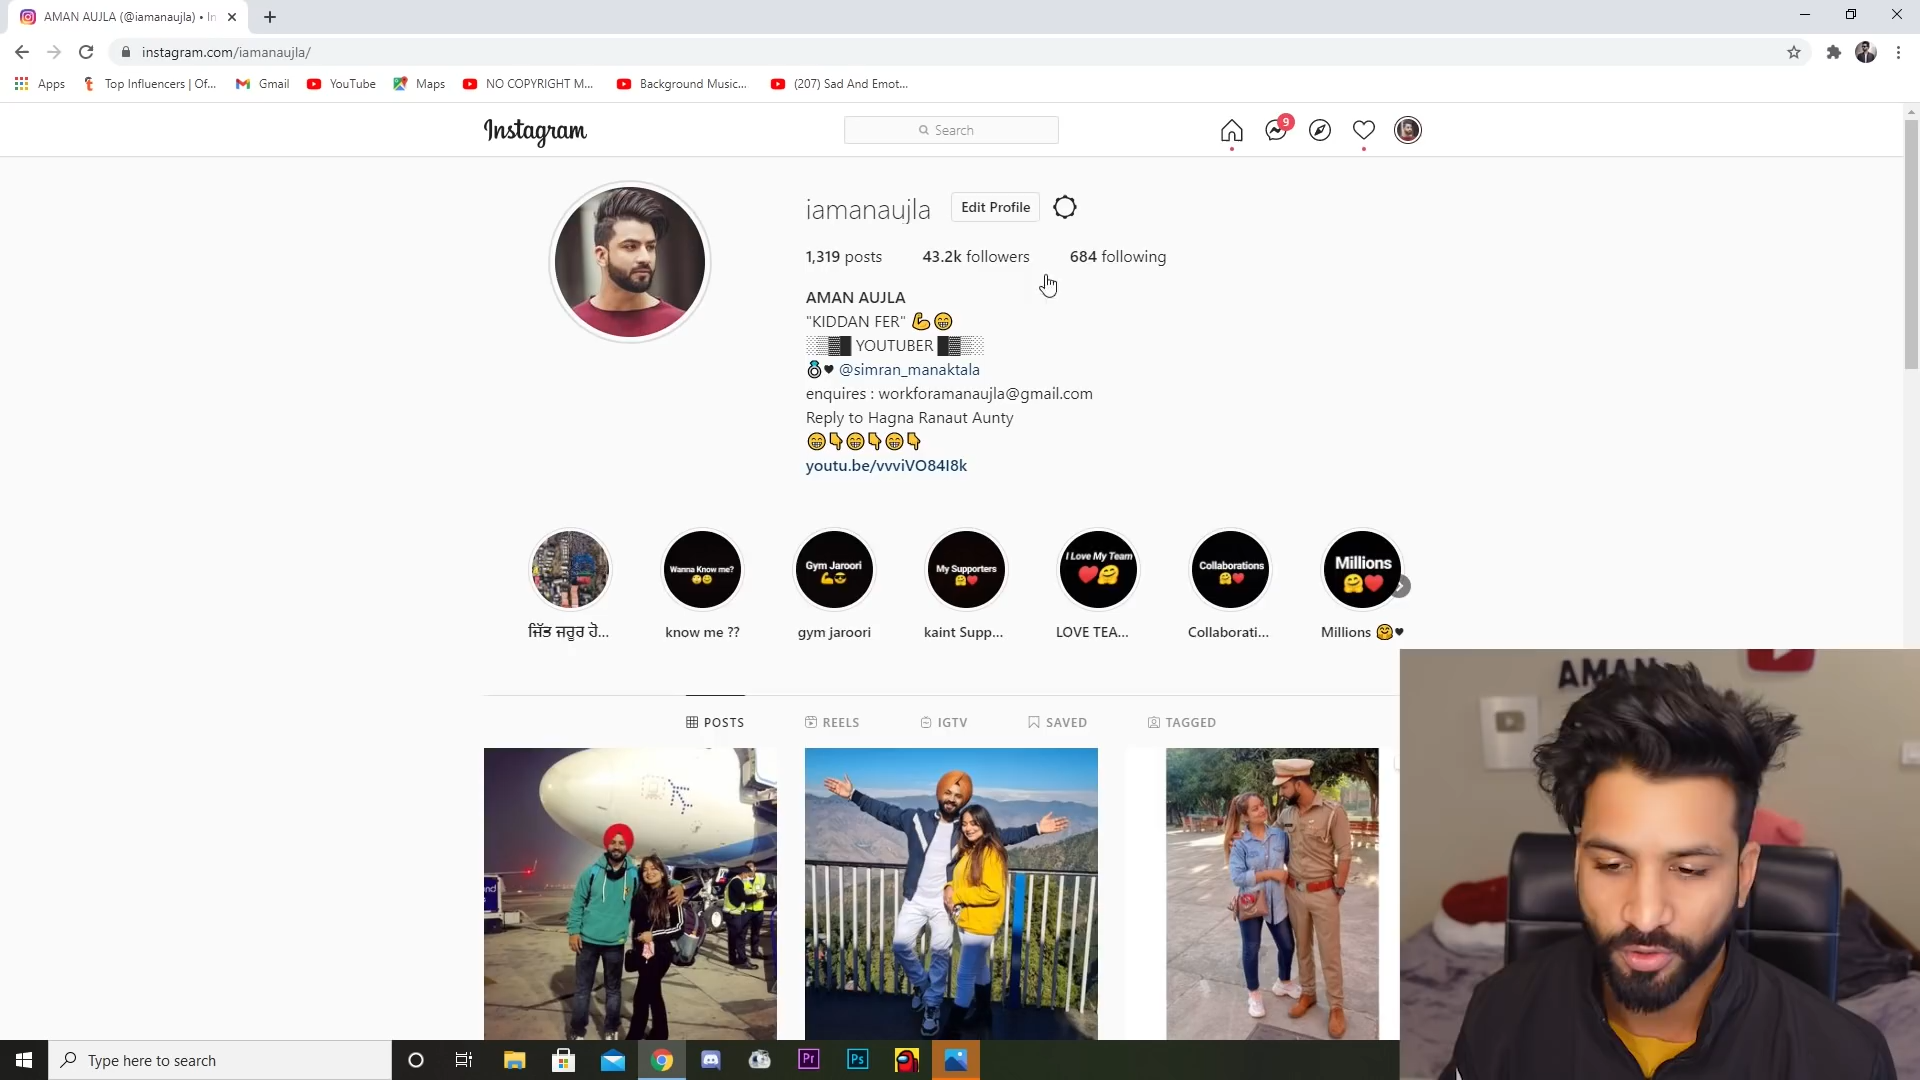 AMAN AUJLA (@iamanaujla) • In
instagram.com/iamanaujla/
Apps
Top Influencers | Of...
Gmail
YouTube
Maps
NO COPYRIGHT M...
Background Music...
(207) Sad And Emot...
Instagram
Search
9
iamanaujla
Edit Profile
1,319 posts 43.2k followers 684 following
AMAN AUJLA
"KIDDAN FER" 💪😁
░▒▓█ YOUTUBER █▓▒░
💍♥ @simran_manaktala
enquires : workforamanaujla@gmail.com
Reply to Hagna Ranaut Aunty
😁👇😁👇😁👇
youtu.be/vvviVO84I8k
Wanna Know me?
Gym Jaroori
My Supporters
I Love My Team
Collaborations
Millions
ਜਿੱਤ ਜਰੂਰ ਹੋ...
know me ??
gym jaroori
kaint Supp...
LOVE TEA...
Collaborati...
Millions 🤗♥
POSTS
REELS
IGTV
SAVED
TAGGED
AMAN
Type here to search
Pr
Ps